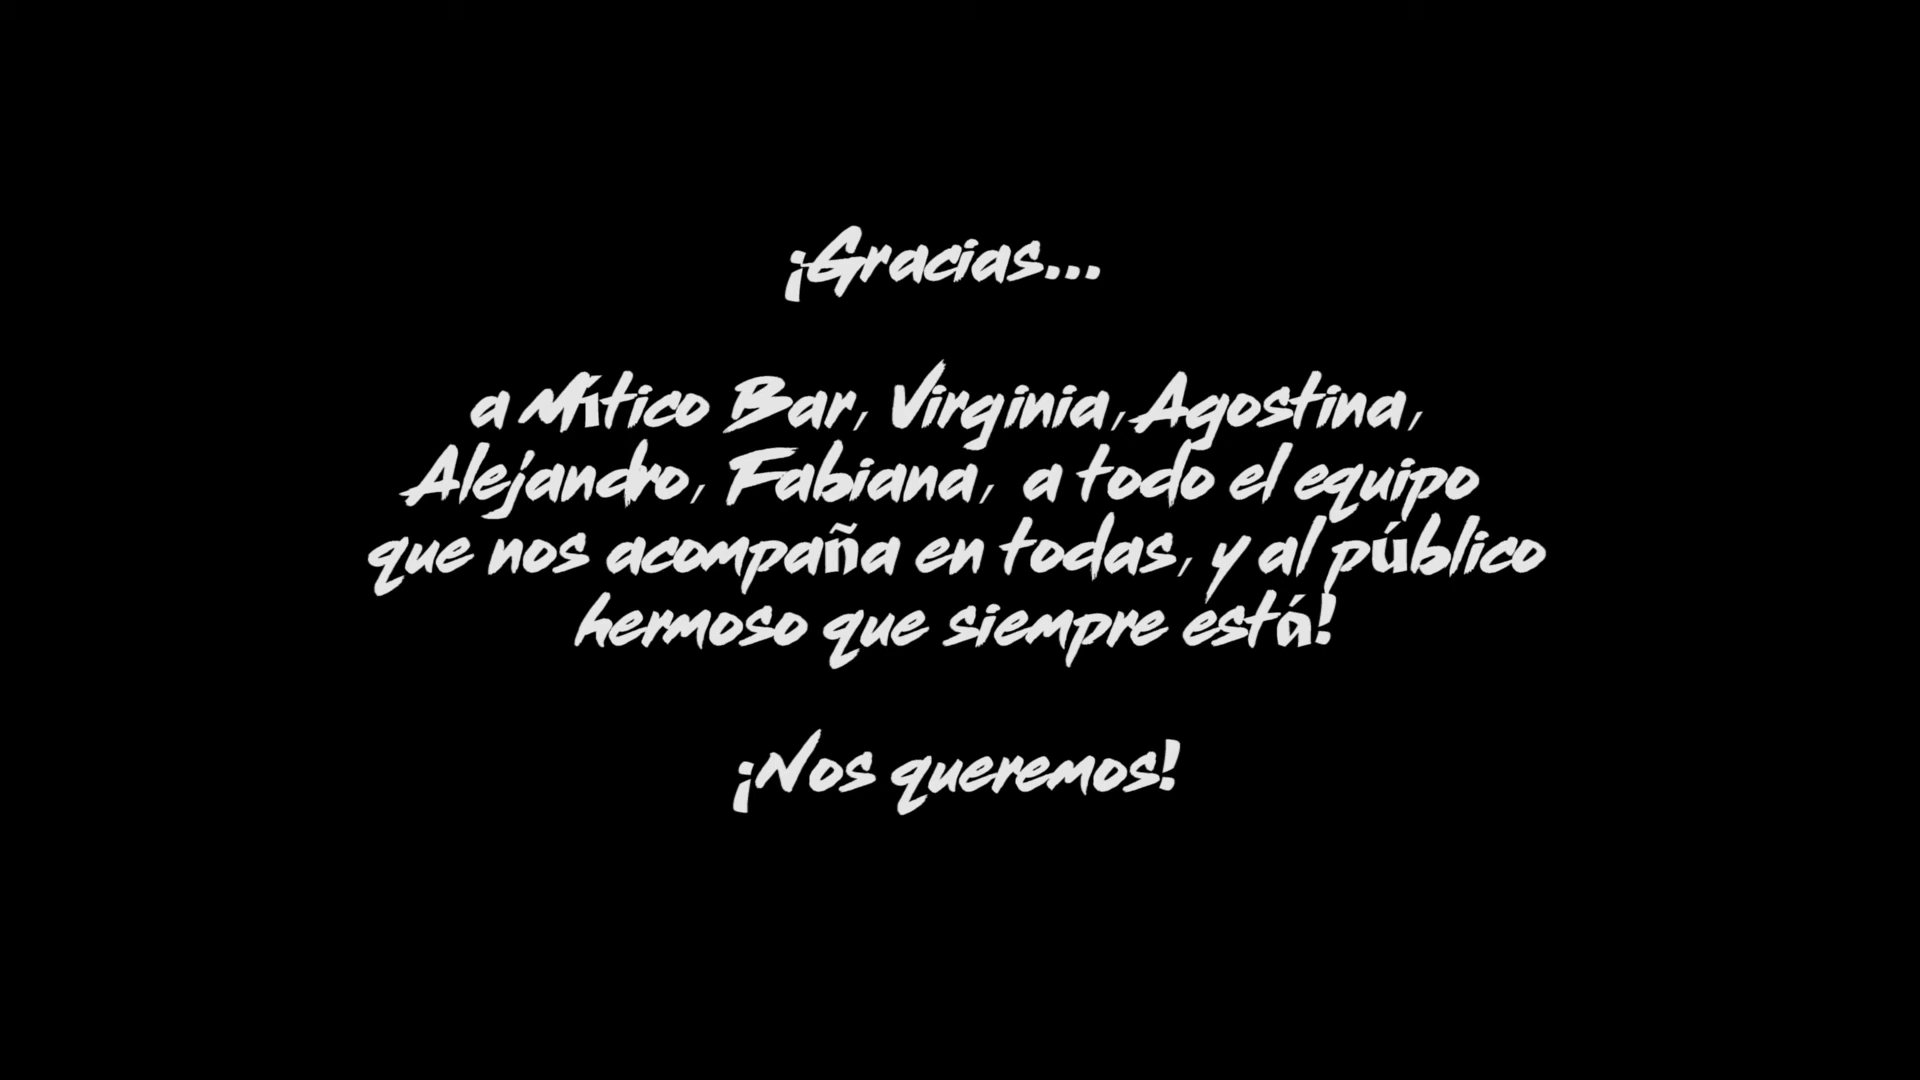 ¡Gracias...
a Mítico Bar, Virginia, Agostina,
Alejandro, Fabiana, a todo el equipo
que nos acompaña en todas, y al público
hermoso que siempre está!
¡Nos queremos!